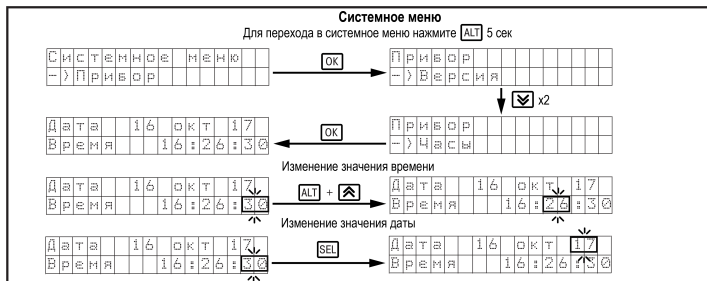 Системное меню
Для перехода в системное меню нажмите ALT 5 сек
Системное меню
->Прибор
OK
Прибор
->Версия
x2
Дата 16 окт 17
Время 16:26:30
OK
Прибор
->Часы
Изменение значения времени
Дата 16 окт 17
Время 16:26:30
ALT +
Дата 16 окт 17
Время 16:26:30
Изменение значения даты
Дата 16 окт 17
Время 16:26:30
SEL
Дата 16 окт 17
Время 16:26:30